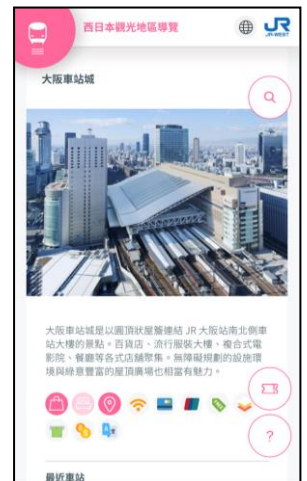 西日本觀光地區導覽
JR
JR-WEST
大阪車站城
大阪車站城是以圓頂狀屋簷連結 JR 大阪站南北側車
站大樓的景點。百貨店、流行服裝大樓、複合式電
影院、餐廳等各式店舖聚集。無障礙規劃的設施環
境與綠意豐富的屋頂廣場也相當有魅力。
?
最近車站